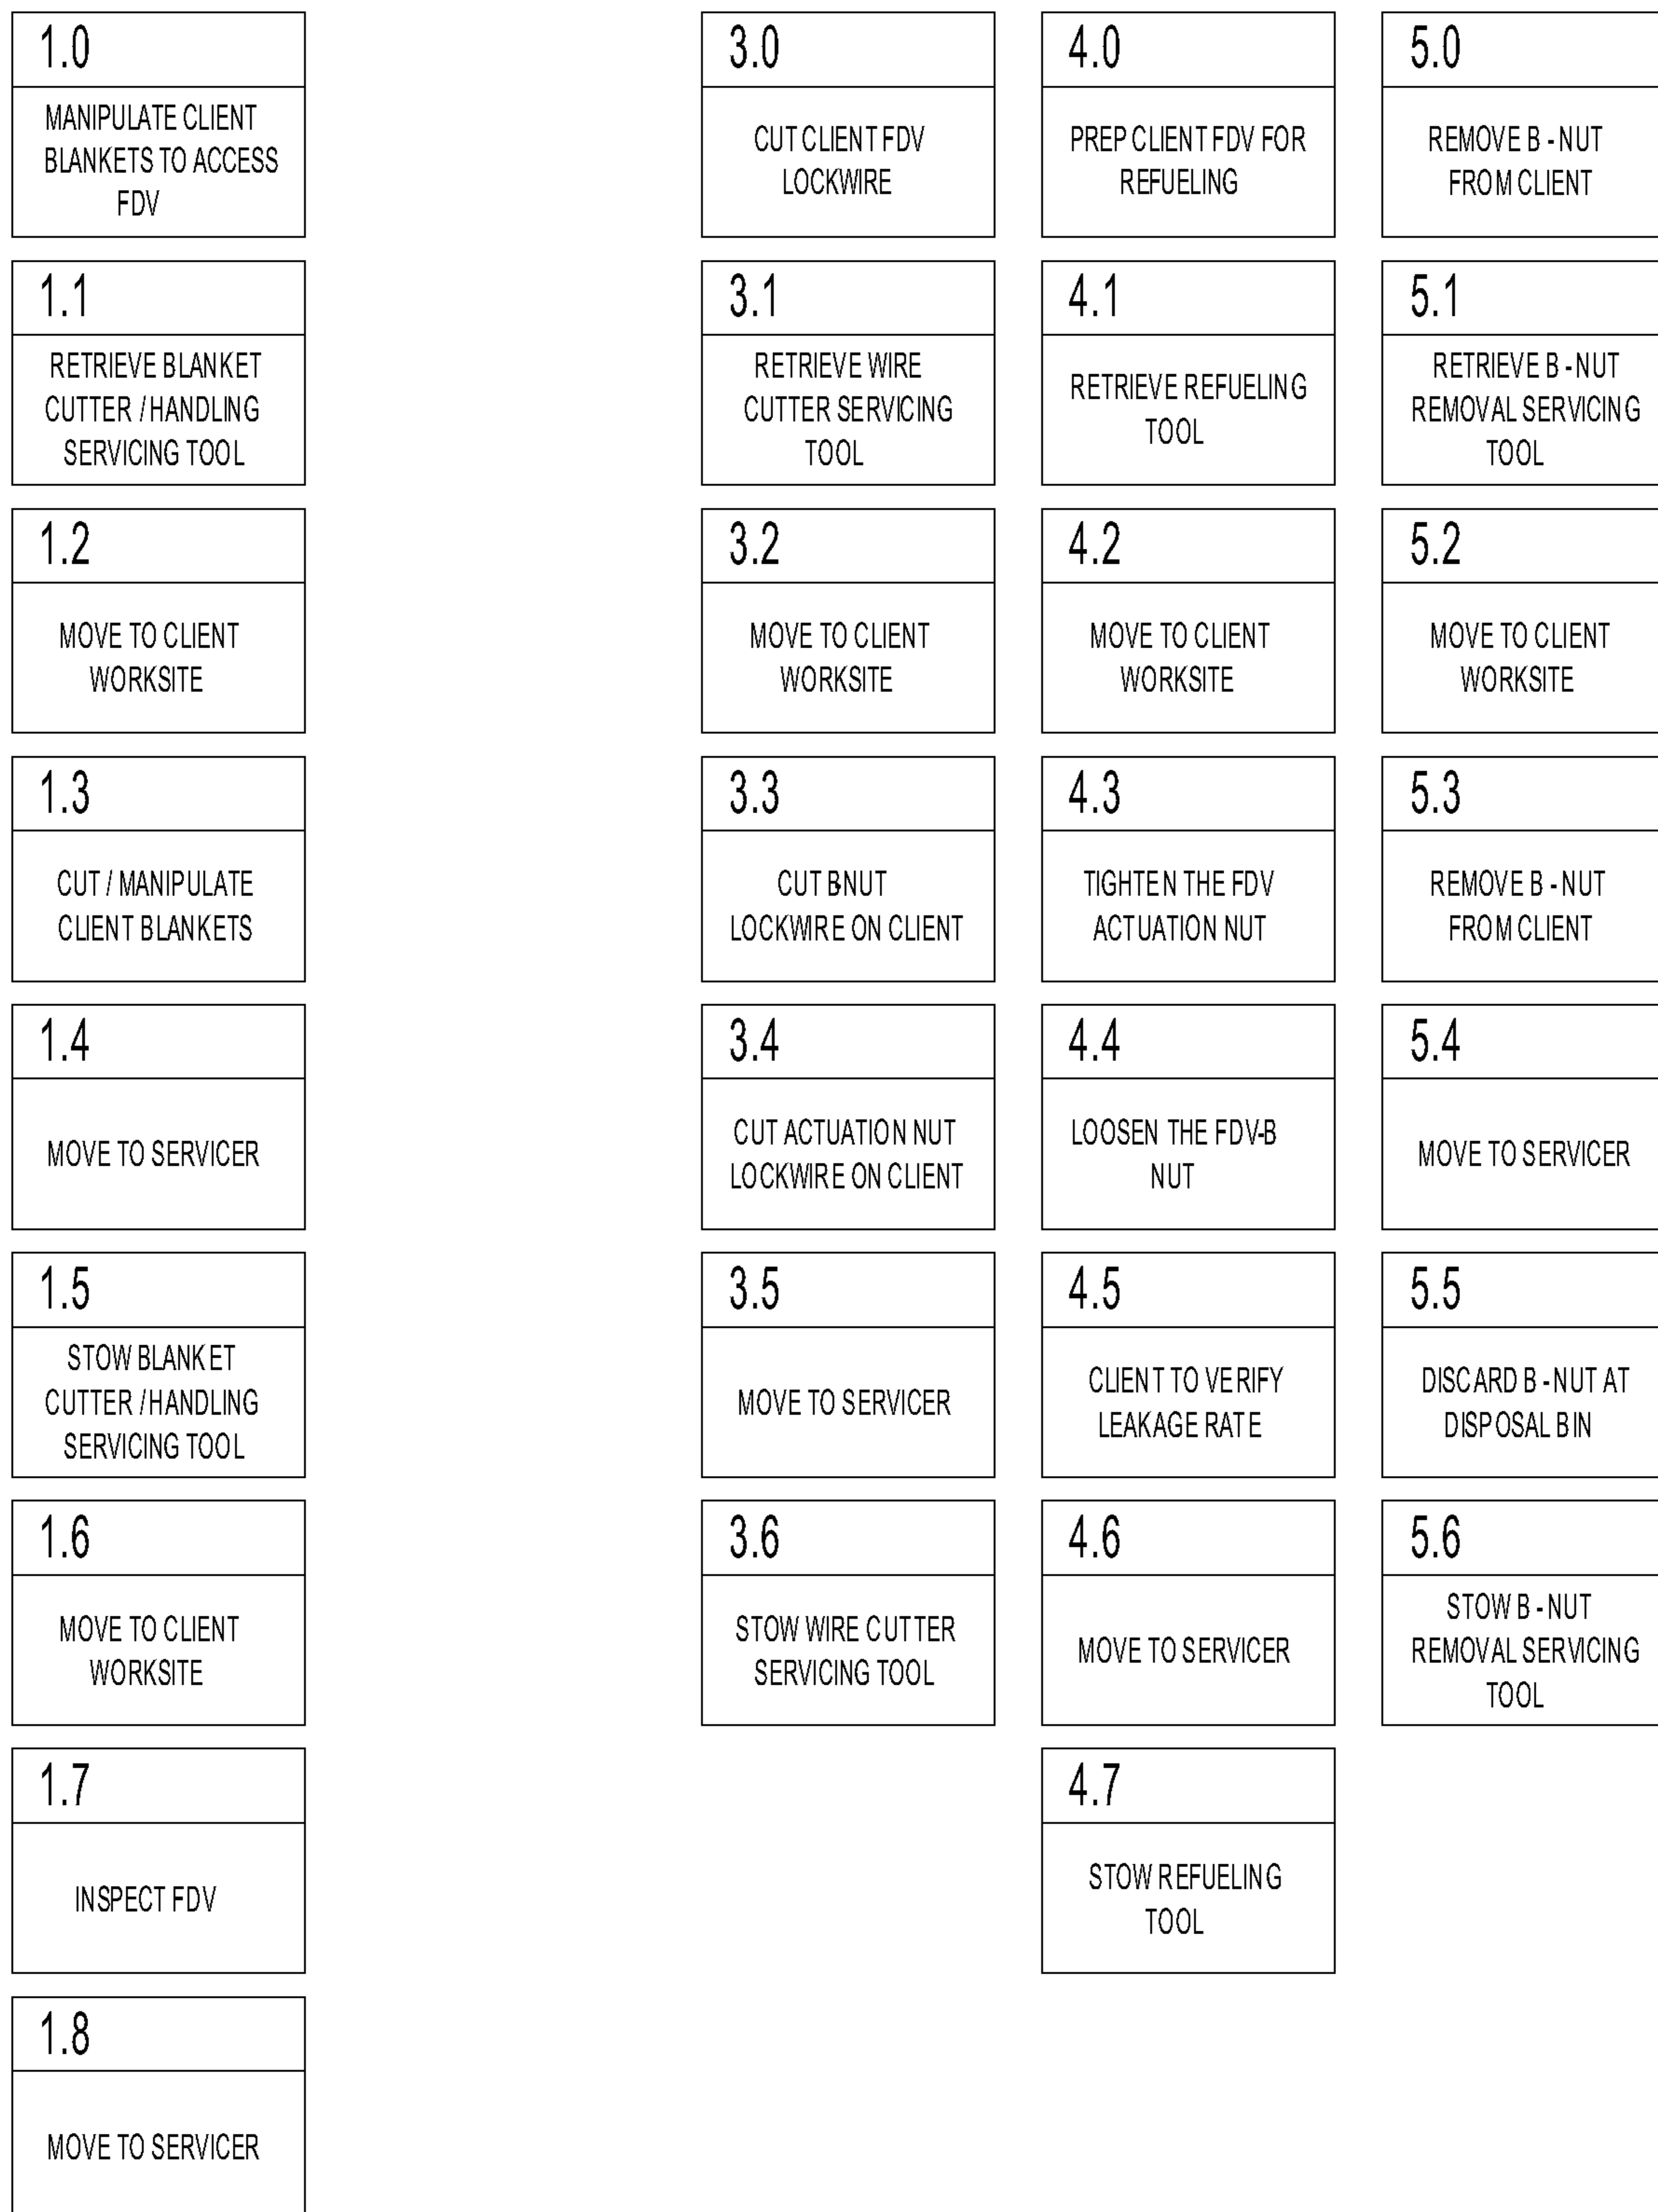 1.0
MANIPULATE CLIENT
BLANKETS TO ACCESS
FDV
1.1
RETRIEVE BLANKET
CUTTER / HANDLING
SERVICING TOOL
1.2
MOVE TO CLIENT
WORKSITE
1.3
CUT / MANIPULATE
CLIENT BLANKETS
1.4
MOVE TO SERVICER
1.5
STOW BLANKET
CUTTER / HANDLING
SERVICING TOOL
1.6
MOVE TO CLIENT
WORKSITE
1.7
INSPECT FDV
1.8
MOVE TO SERVICER
3.0
CUT CLIENT FDV
LOCKWIRE
3.1
RETRIEVE WIRE
CUTTER SERVICING
TOOL
3.2
MOVE TO CLIENT
WORKSITE
3.3
CUT B-NUT
LOCKWIRE ON CLIENT
3.4
CUT ACTUATION NUT
LOCKWIRE ON CLIENT
3.5
MOVE TO SERVICER
3.6
STOW WIRE CUTTER
SERVICING TOOL
4.0
PREP CLIENT FDV FOR
REFUELING
4.1
RETRIEVE REFUELING
TOOL
4.2
MOVE TO CLIENT
WORKSITE
4.3
TIGHTEN THE FDV
ACTUATION NUT
4.4
LOOSEN THE FDV-B
NUT
4.5
CLIENT TO VERIFY
LEAKAGE RATE
4.6
MOVE TO SERVICER
4.7
STOW REFUELING
TOOL
5.0
REMOVE B - NUT
FROM CLIENT
5.1
RETRIEVE B - NUT
REMOVAL SERVICING
TOOL
5.2
MOVE TO CLIENT
WORKSITE
5.3
REMOVE B - NUT
FROM CLIENT
5.4
MOVE TO SERVICER
5.5
DISCARD B - NUT AT
DISPOSAL BIN
5.6
STOW B - NUT
REMOVAL SERVICING
TOOL